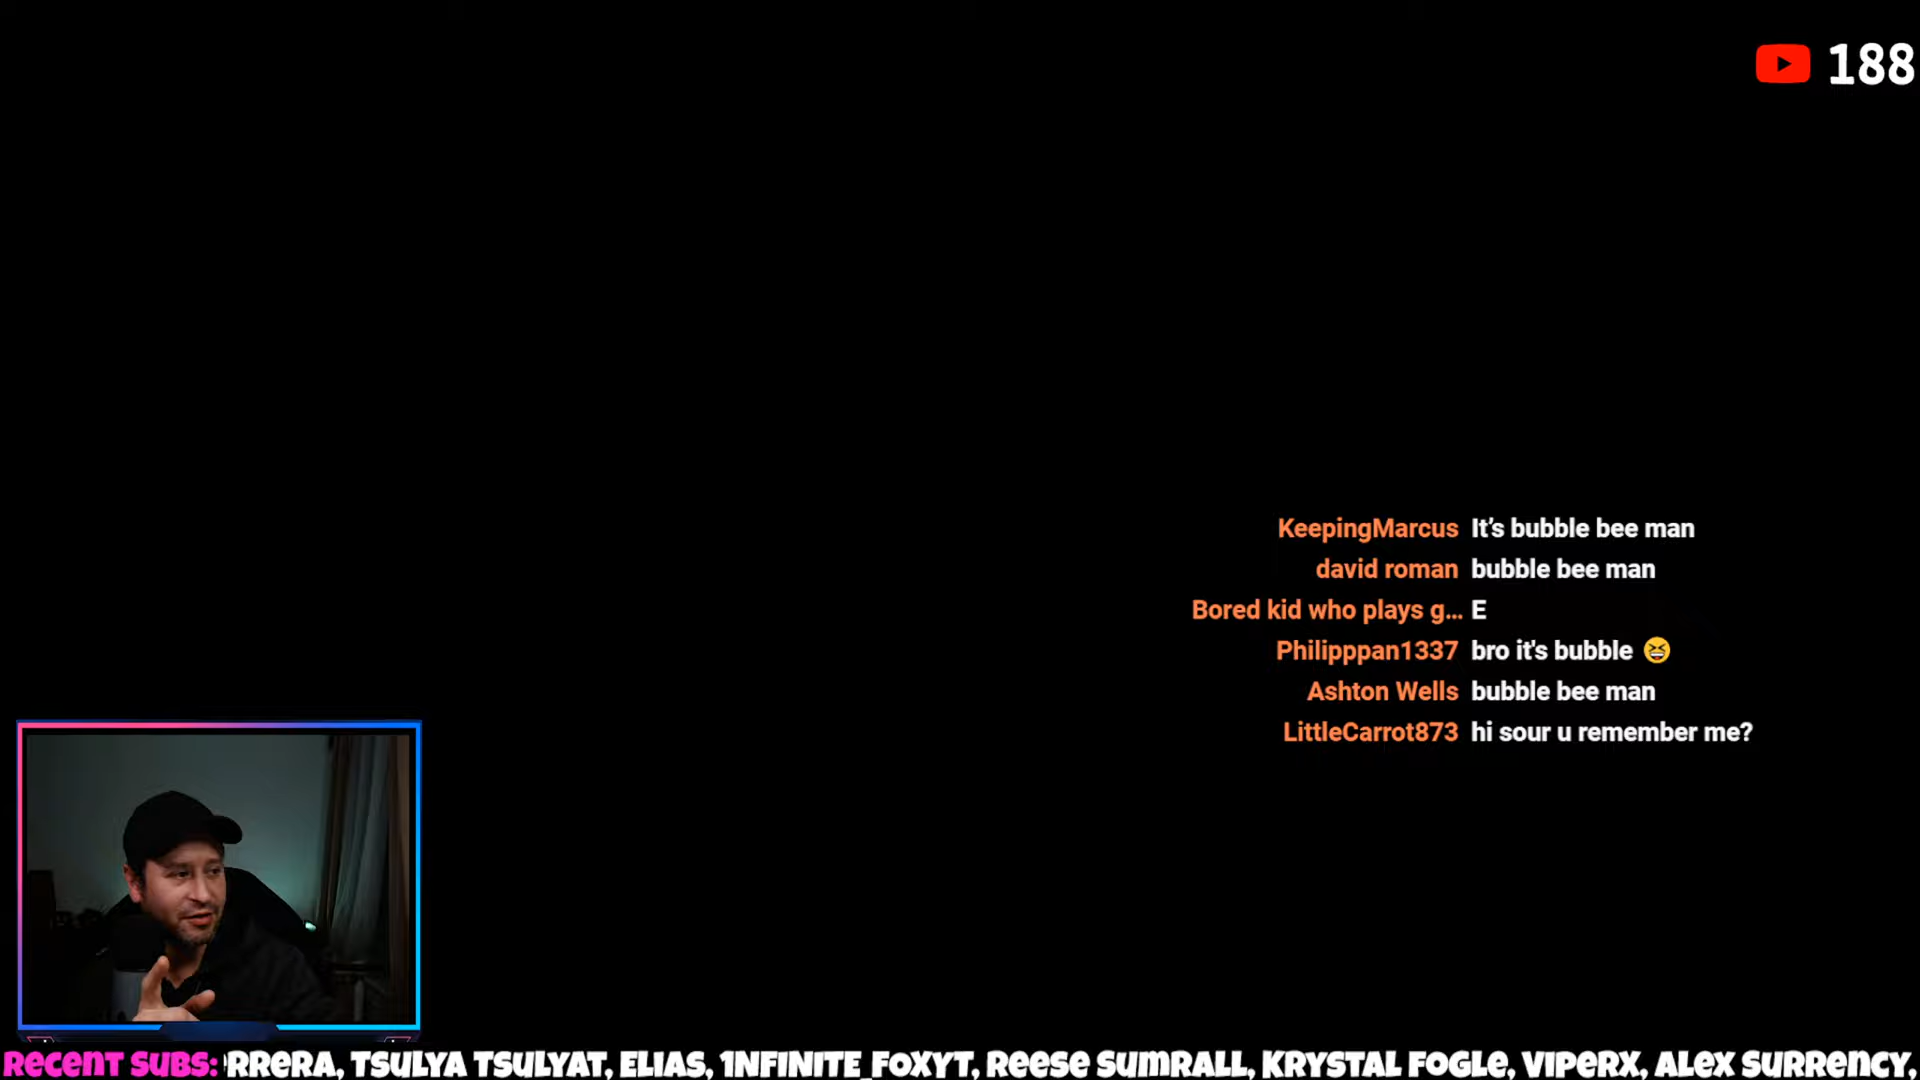 188
KeepingMarcus It’s bubble bee man
david roman bubble bee man
Bored kid who plays g... E
Philipppan1337 bro it's bubble 😆
Ashton Wells bubble bee man
LittleCarrot873 hi sour u remember me?
Recent Subs: rrera, Tsulya Tsulyat, Elias, 1nfinite_Foxyt, Reese Sumrall, Krystal Fogle, Viperx, Alex Surrency,